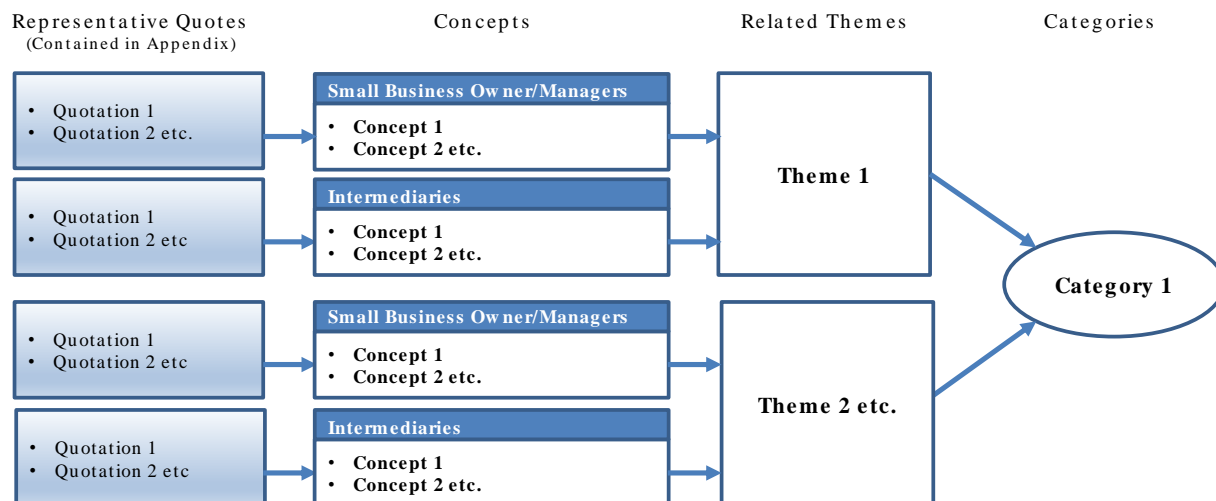 Representative Quotes
(Contained in Appendix)
Concepts
Related Themes
Categories
• Quotation 1
• Quotation 2 etc.
Small Business Owner/Managers
• Concept 1
• Concept 2 etc.
Theme 1
• Quotation 1
• Quotation 2 etc
Intermediaries
• Concept 1
• Concept 2 etc.
Category 1
• Quotation 1
• Quotation 2 etc
Small Business Owner/Managers
• Concept 1
• Concept 2 etc.
Theme 2 etc.
• Quotation 1
• Quotation 2 etc
Intermediaries
• Concept 1
• Concept 2 etc.